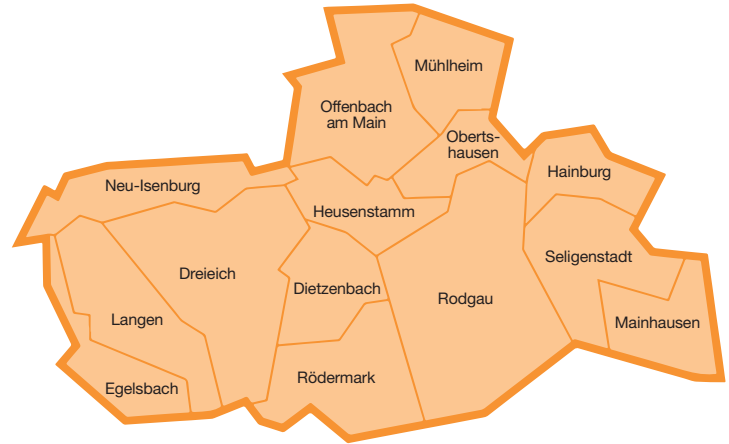 Mühlheim
Offenbach
am Main
Oberts-
hausen
Hainburg
Neu-Isenburg
Heusenstamm
Seligenstadt
Dreieich
Dietzenbach
Rodgau
Langen
Mainhausen
Rödermark
Egelsbach